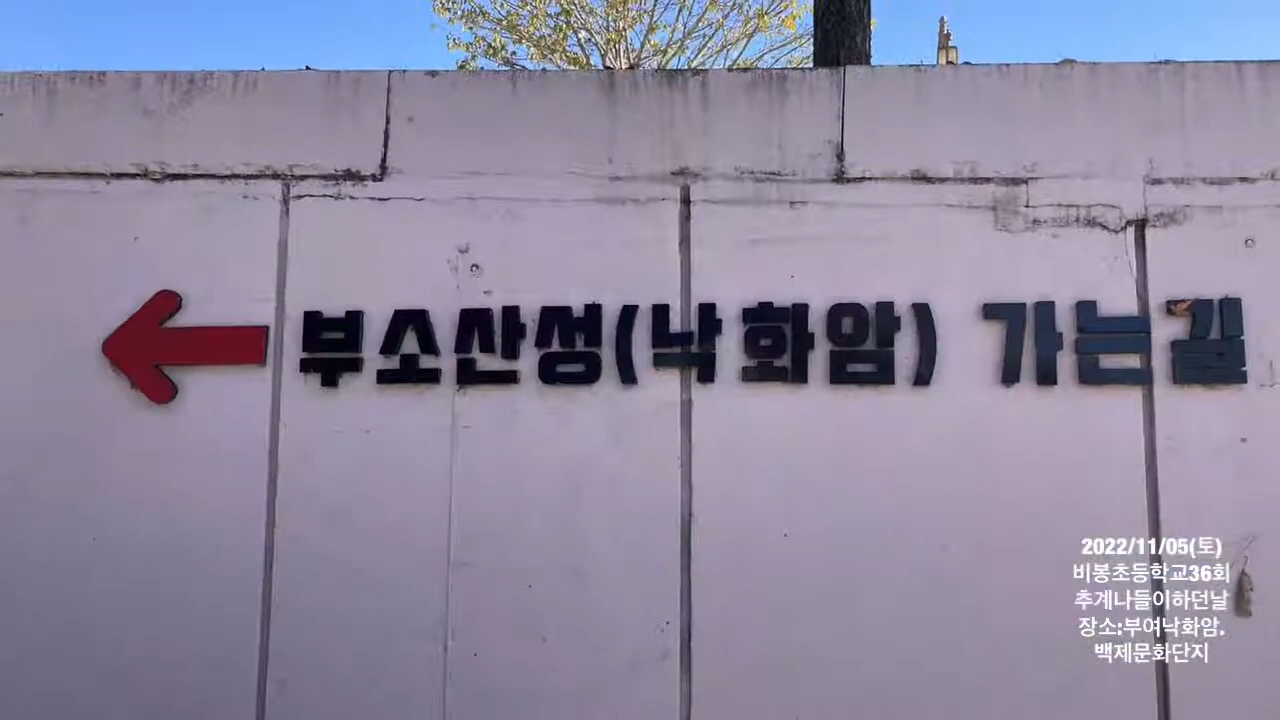 부소산성(낙화암) 가는길
2022/11/05(토)
비봉초등학교36회
추계나들이하던날
장소:부여낙화암.
백제문화단지